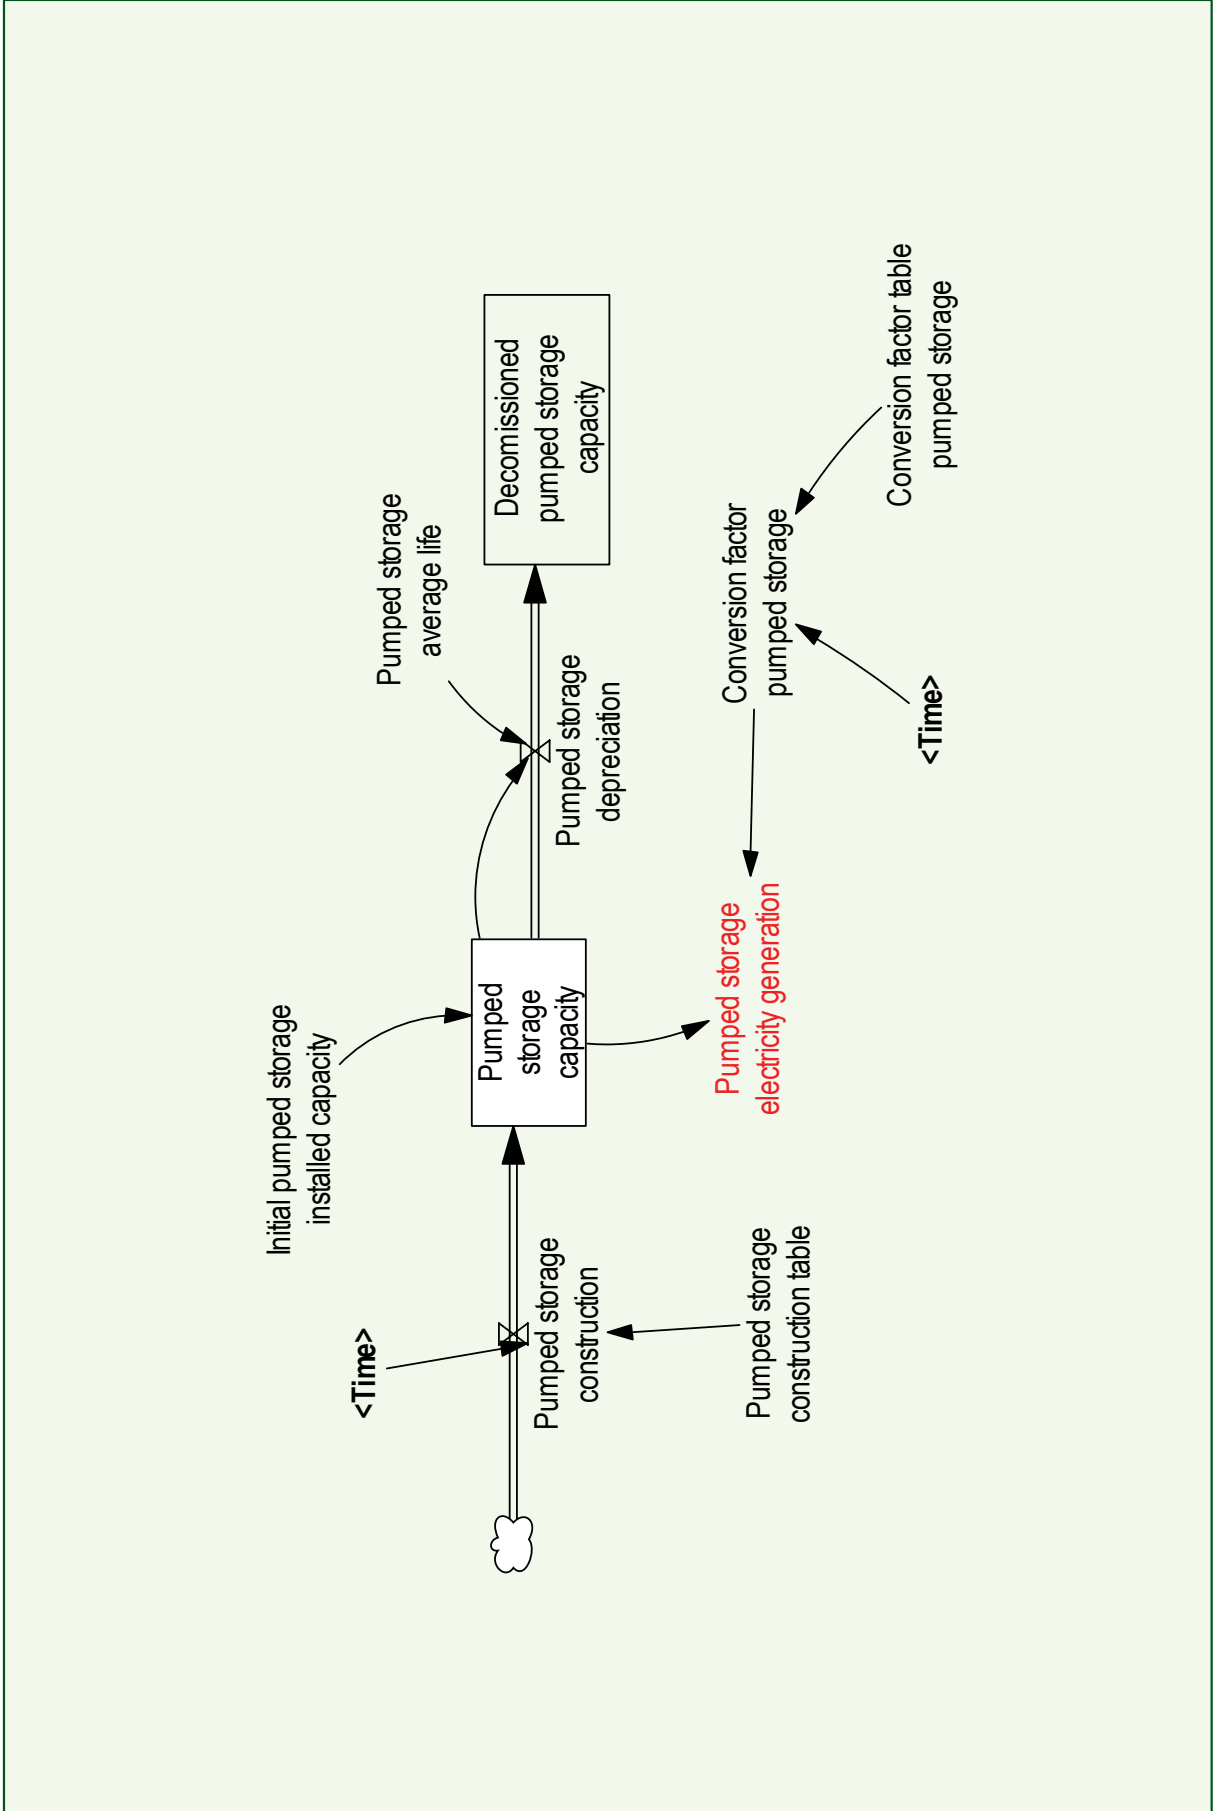 Initial pumped storage
installed capacity
<Time>
Pumped storage
average life
Pumped
storage
capacity
Decomissioned
pumped storage
capacity
Pumped storage
construction
Pumped storage
depreciation
Pumped storage
construction table
Pumped storage
electricity generation
Conversion factor
pumped storage
Conversion factor table
pumped storage
<Time>